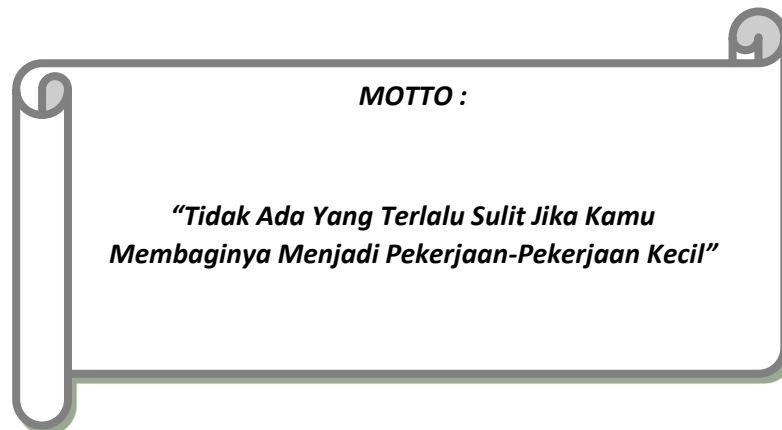 MOTTO :
“Tidak Ada Yang Terlalu Sulit Jika Kamu
Membaginya Menjadi Pekerjaan-Pekerjaan Kecil”